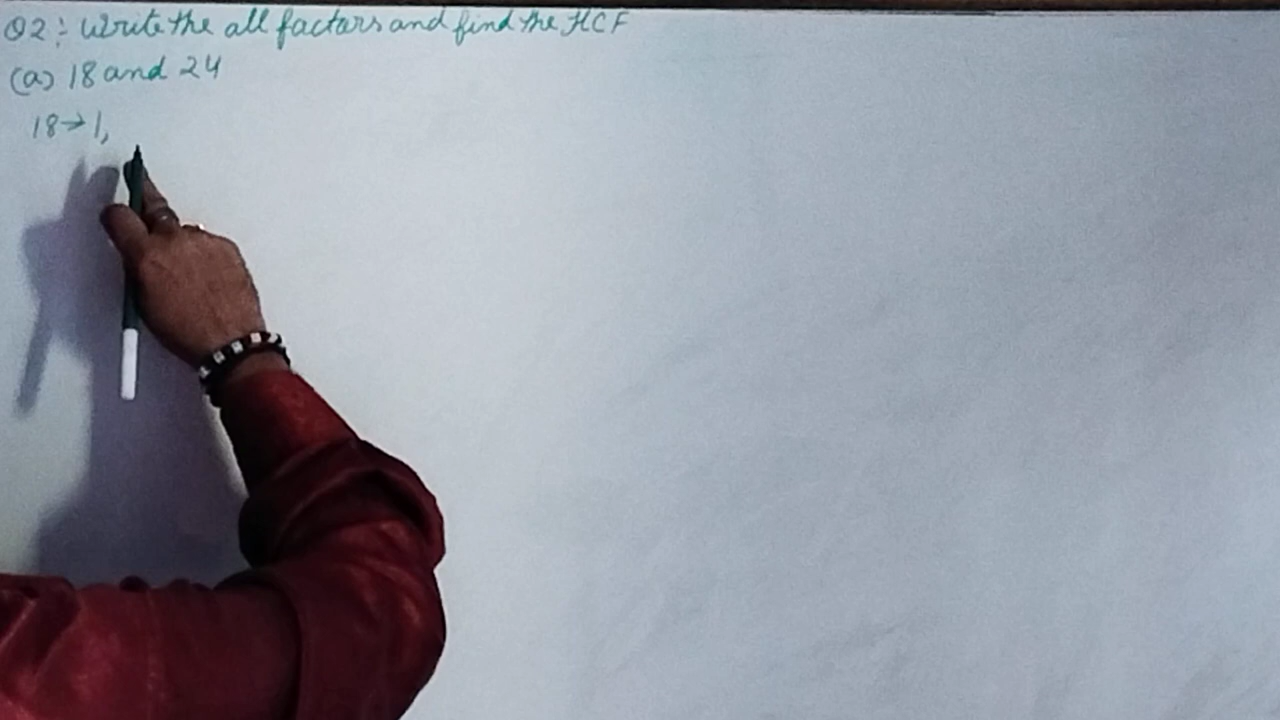 Q2:- Write the all factors and find the HCF
(a) 18 and 24
18→1,